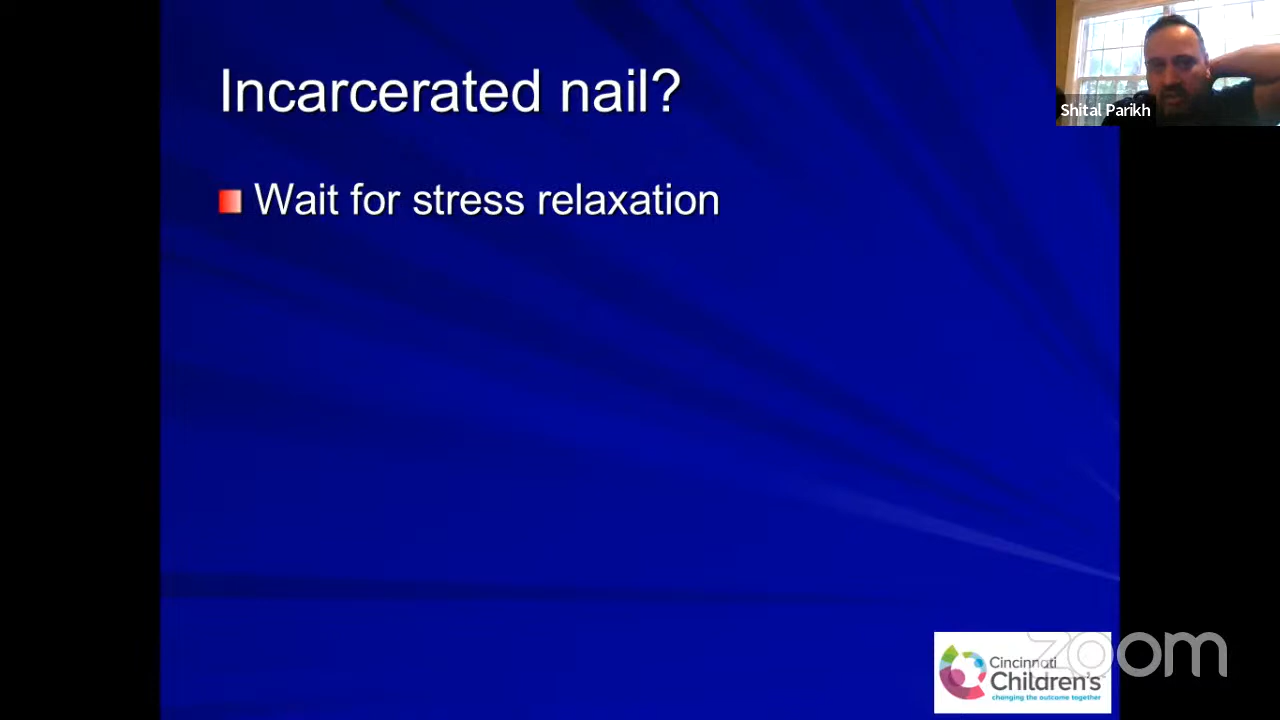 Incarcerated nail?
Shital Parikh
Wait for stress relaxation
zoom
Cincinnati
Children's
changing the outcome together